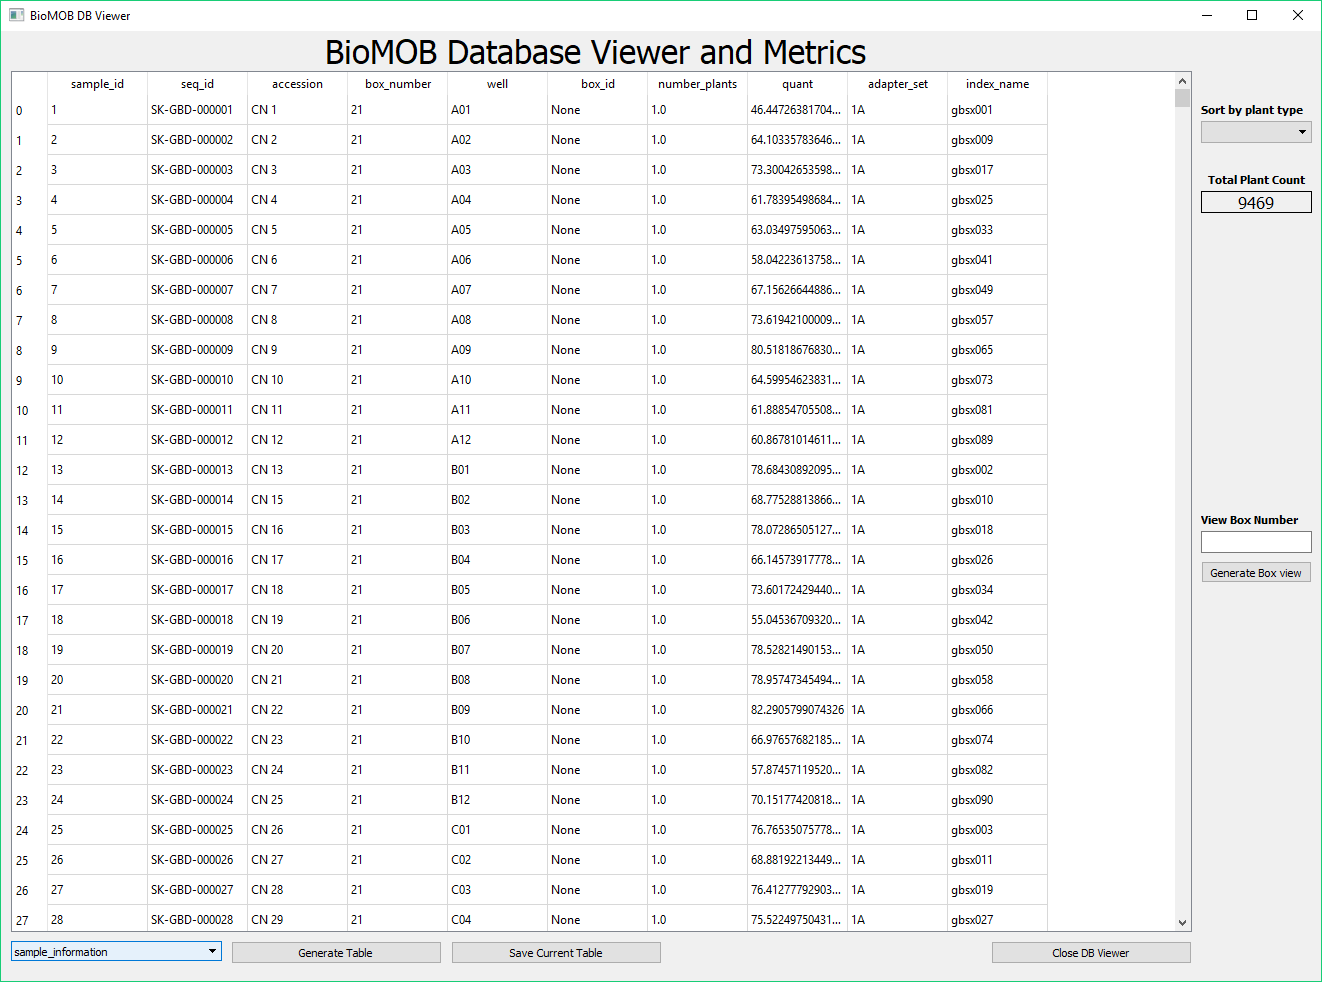 BioMOB DB Viewer
BioMOB Database Viewer and Metrics
sample_id seq_id accession box_number well box_id number_plants quant adapter_set index_name
0 1 SK-GBD-000001 CN 1 21 A01 None 1.0 46.44726381704... 1A gbsx001
1 2 SK-GBD-000002 CN 2 21 A02 None 1.0 64.10335783646... 1A gbsx009
2 3 SK-GBD-000003 CN 3 21 A03 None 1.0 73.30042653598... 1A gbsx017
3 4 SK-GBD-000004 CN 4 21 A04 None 1.0 61.78395498684... 1A gbsx025
4 5 SK-GBD-000005 CN 5 21 A05 None 1.0 63.03497595063... 1A gbsx033
5 6 SK-GBD-000006 CN 6 21 A06 None 1.0 58.04223613758... 1A gbsx041
6 7 SK-GBD-000007 CN 7 21 A07 None 1.0 67.15626644886... 1A gbsx049
7 8 SK-GBD-000008 CN 8 21 A08 None 1.0 73.61942100009... 1A gbsx057
8 9 SK-GBD-000009 CN 9 21 A09 None 1.0 80.51818676830... 1A gbsx065
9 10 SK-GBD-000010 CN 10 21 A10 None 1.0 64.59954623831... 1A gbsx073
10 11 SK-GBD-000011 CN 11 21 A11 None 1.0 61.88854705508... 1A gbsx081
11 12 SK-GBD-000012 CN 12 21 A12 None 1.0 60.86781014611... 1A gbsx089
12 13 SK-GBD-000013 CN 13 21 B01 None 1.0 78.68430892095... 1A gbsx002
13 14 SK-GBD-000014 CN 15 21 B02 None 1.0 68.77528813866... 1A gbsx010
14 15 SK-GBD-000015 CN 16 21 B03 None 1.0 78.07286505127... 1A gbsx018
15 16 SK-GBD-000016 CN 17 21 B04 None 1.0 66.14573917778... 1A gbsx026
16 17 SK-GBD-000017 CN 18 21 B05 None 1.0 73.60172429440... 1A gbsx034
17 18 SK-GBD-000018 CN 19 21 B06 None 1.0 55.04536709320... 1A gbsx042
18 19 SK-GBD-000019 CN 20 21 B07 None 1.0 78.52821490153... 1A gbsx050
19 20 SK-GBD-000020 CN 21 21 B08 None 1.0 78.95747345494... 1A gbsx058
20 21 SK-GBD-000021 CN 22 21 B09 None 1.0 82.2905799074326 1A gbsx066
21 22 SK-GBD-000022 CN 23 21 B10 None 1.0 66.97657682185... 1A gbsx074
22 23 SK-GBD-000023 CN 24 21 B11 None 1.0 57.87457119520... 1A gbsx082
23 24 SK-GBD-000024 CN 25 21 B12 None 1.0 70.15177420818... 1A gbsx090
24 25 SK-GBD-000025 CN 26 21 C01 None 1.0 76.76535075778... 1A gbsx003
25 26 SK-GBD-000026 CN 27 21 C02 None 1.0 68.88192213449... 1A gbsx011
26 27 SK-GBD-000027 CN 28 21 C03 None 1.0 76.41277792903... 1A gbsx019
27 28 SK-GBD-000028 CN 29 21 C04 None 1.0 75.52249750431... 1A gbsx027
Sort by plant type
Total Plant Count
9469
View Box Number
Generate Box view
sample_information Generate Table Save Current Table Close DB Viewer